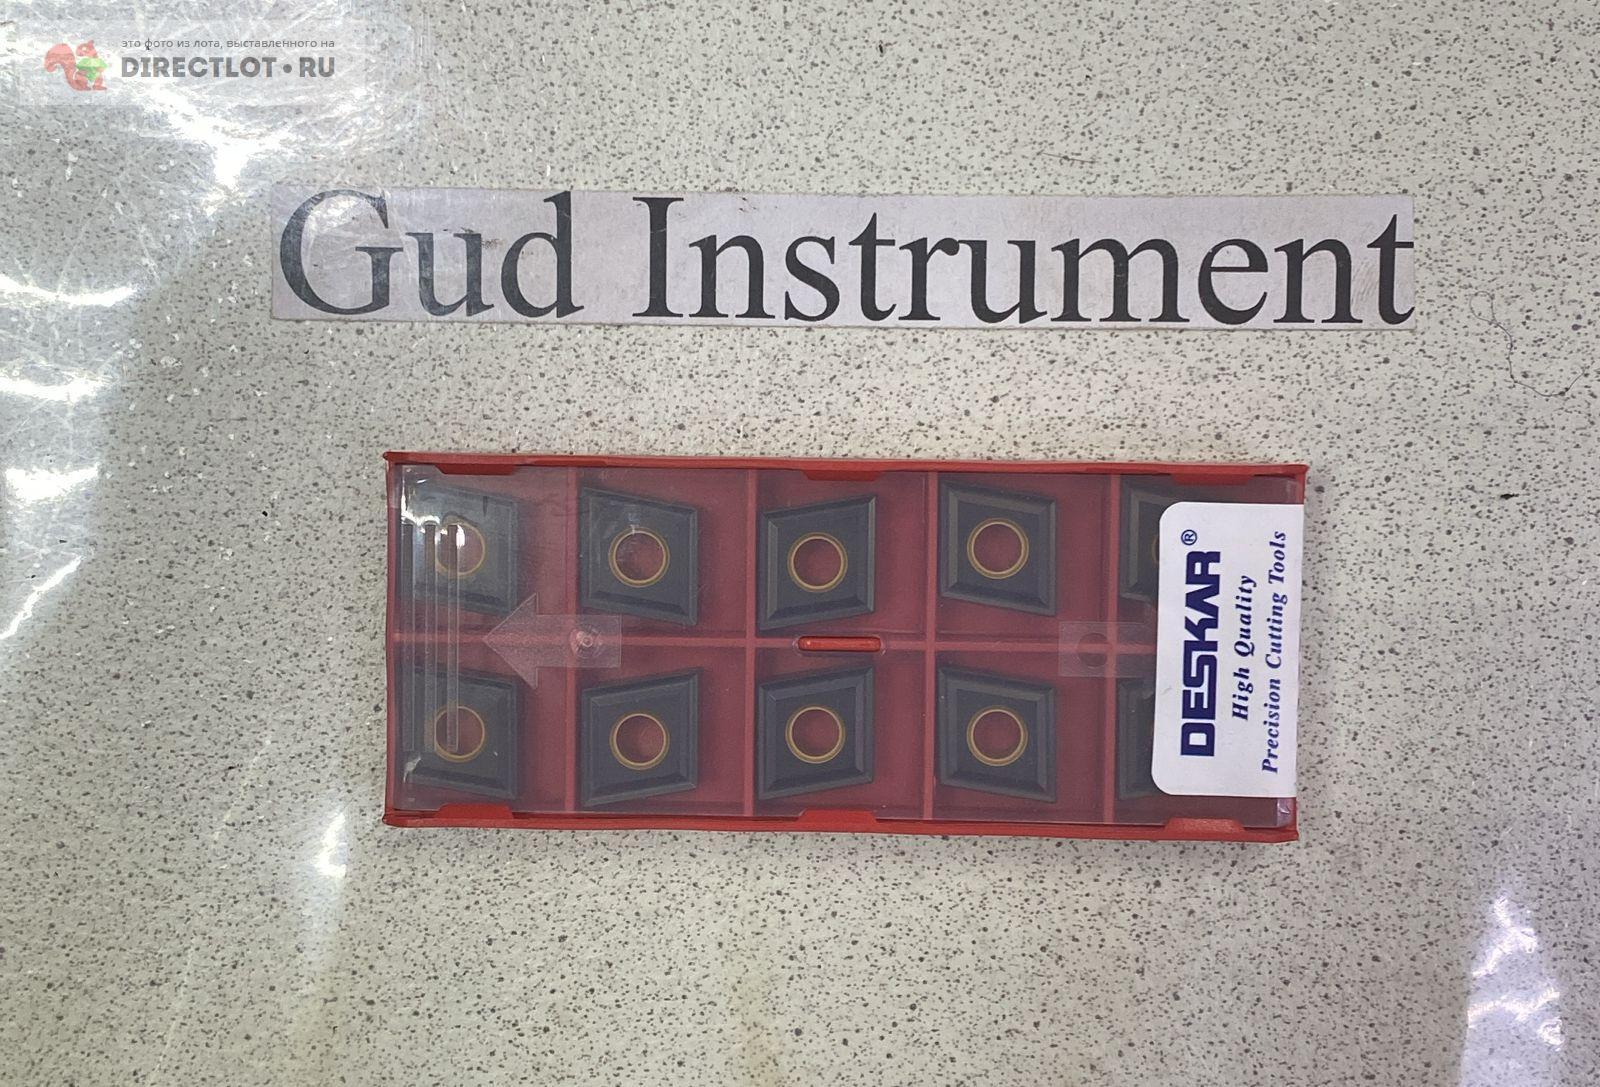 это фото из лота, выставленного на
DIRECTLOT•RU
Gud Instrument
DESKAR®
High Quality
Precision Cutting Tools